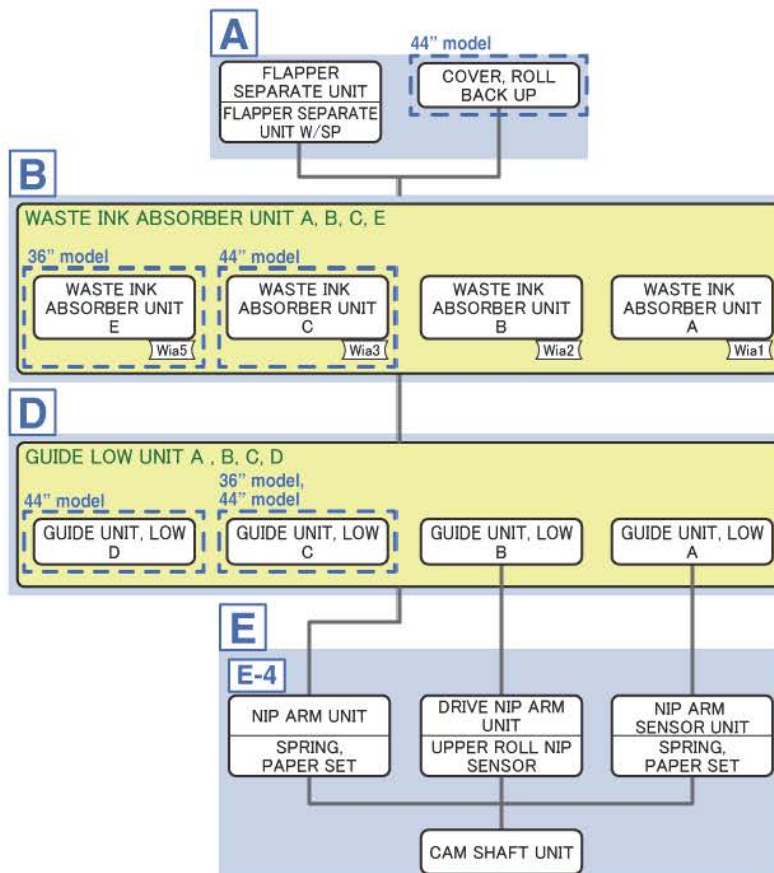 A
44” model
FLAPPER
SEPARATE UNIT
FLAPPER SEPARATE
UNIT W/SP
COVER, ROLL
BACK UP
B
WASTE INK ABSORBER UNIT A, B, C, E
36” model
44” model
WASTE INK
ABSORBER UNIT
E
Wia5
WASTE INK
ABSORBER UNIT
C
Wia3
WASTE INK
ABSORBER UNIT
B
Wia2
WASTE INK
ABSORBER UNIT
A
Wia1
D
GUIDE LOW UNIT A , B, C, D
44” model
36” model,
44” model
GUIDE UNIT, LOW
D
GUIDE UNIT, LOW
C
GUIDE UNIT, LOW
B
GUIDE UNIT, LOW
A
E
E-4
NIP ARM UNIT
SPRING,
PAPER SET
DRIVE NIP ARM
UNIT
UPPER ROLL NIP
SENSOR
NIP ARM
SENSOR UNIT
SPRING,
PAPER SET
CAM SHAFT UNIT